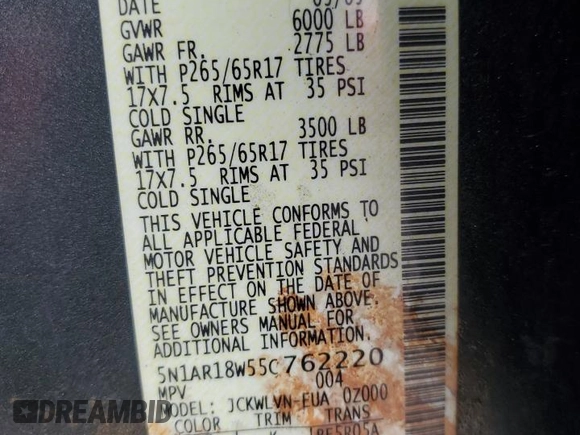 DATE
GVWR 6000 LB
GAWR FR. 2775 LB
WITH P265/65R17 TIRES
17X7.5 RIMS AT 35 PSI
COLD SINGLE
GAWR RR. 3500 LB
WITH P265/65R17 TIRES
17X7.5 RIMS AT 35 PSI
COLD SINGLE
THIS VEHICLE CONFORMS TO
ALL APPLICABLE FEDERAL
MOTOR VEHICLE SAFETY AND
THEFT PREVENTION STANDARDS
IN EFFECT ON THE DATE OF
MANUFACTURE SHOWN ABOVE.
SEE OWNERS MANUAL FOR
ADDITIONAL INFORMATION.
5N1AR18W55C762220
MPV 004
MODEL: JCKWLVN-EUA 0Z000
COLOR TRIM TRANS
DREAMBID